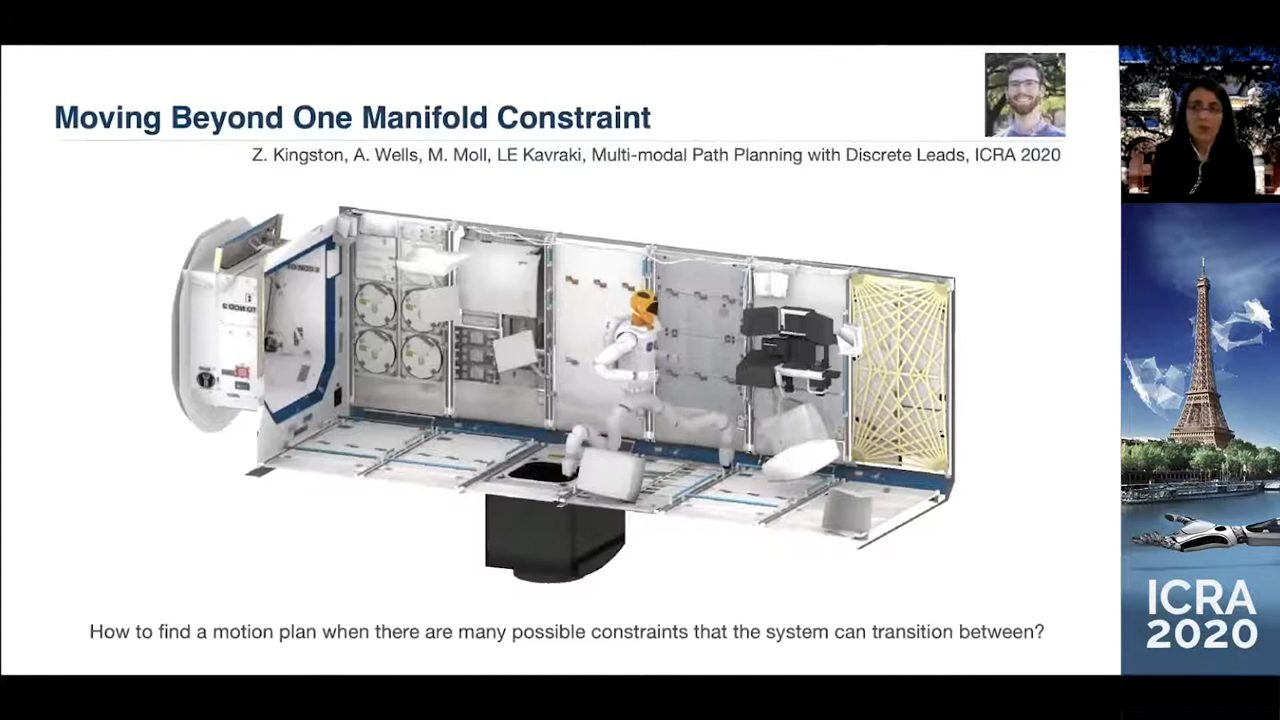 Moving Beyond One Manifold Constraint
Z. Kingston, A. Wells, M. Moll, LE Kavraki, Multi-modal Path Planning with Discrete Leads, ICRA 2020
How to find a motion plan when there are many possible constraints that the system can transition between?
ICRA
2020